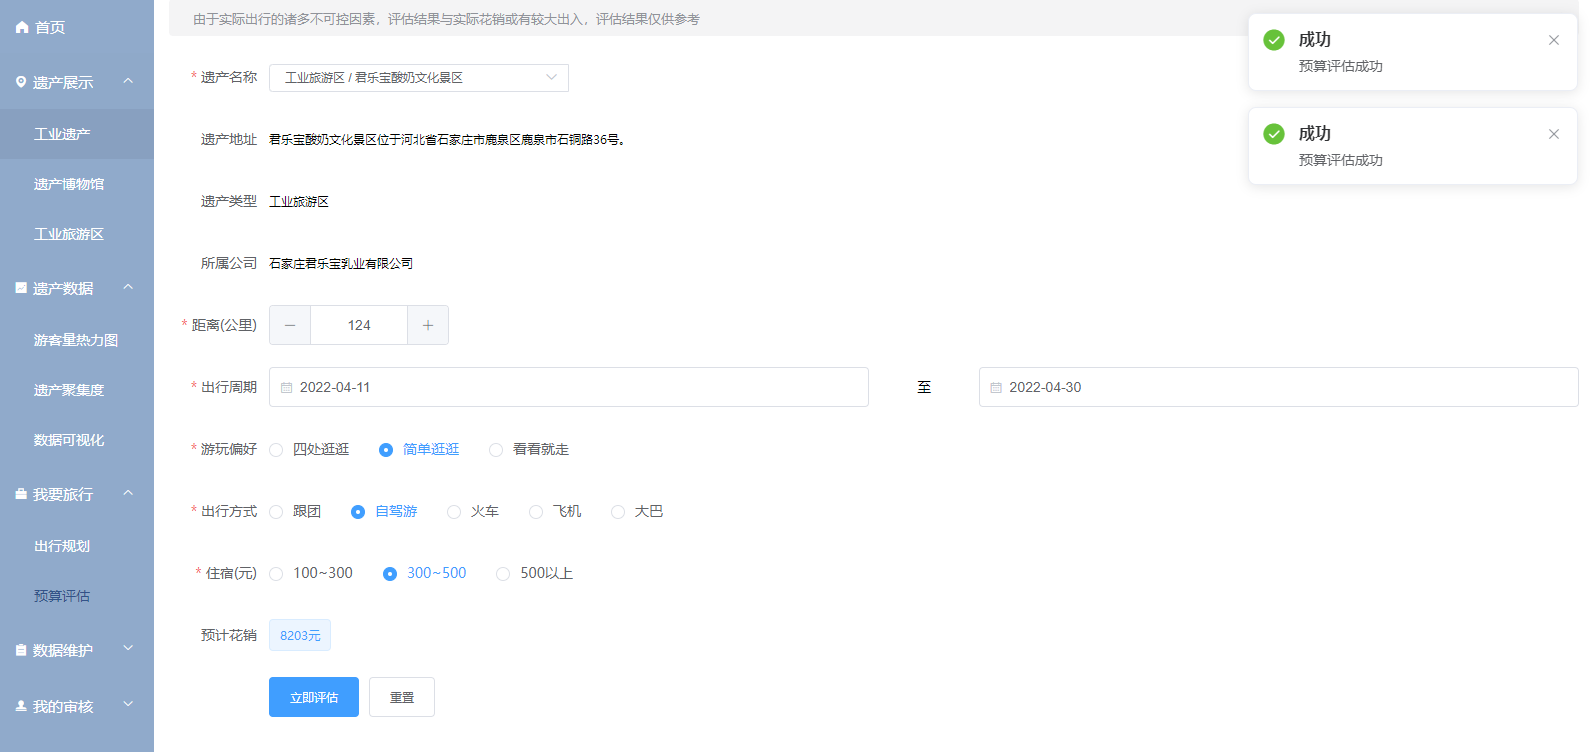 首页
遗产展示
工业遗产
遗产博物馆
工业旅游区
遗产数据
游客量热力图
遗产聚集度
数据可视化
我要旅行
出行规划
预算评估
数据维护
我的审核
由于实际出行的诸多不可控因素，评估结果与实际花销或有较大出入，评估结果仅供参考
* 遗产名称 工业旅游区 / 君乐宝酸奶文化景区
遗产地址 君乐宝酸奶文化景区位于河北省石家庄市鹿泉区鹿泉市石铜路36号。
遗产类型 工业旅游区
所属公司 石家庄君乐宝乳业有限公司
* 距离(公里) − 124 +
* 出行周期 2022-04-11 至 2022-04-30
* 游玩偏好 四处逛逛 简单逛逛 看看就走
* 出行方式 跟团 自驾游 火车 飞机 大巴
* 住宿(元) 100~300 300~500 500以上
预计花销 8203元
立即评估 重置
成功
预算评估成功
成功
预算评估成功